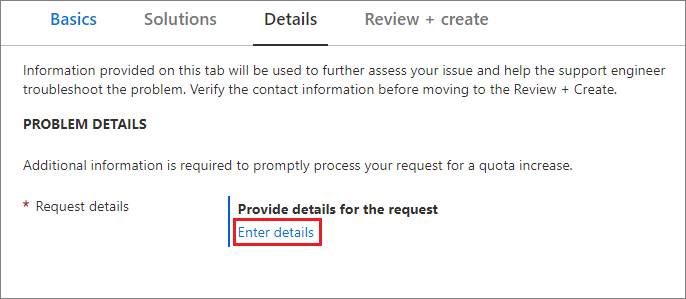 Basics Solutions Details Review + create
Information provided on this tab will be used to further assess your issue and help the support engineer
troubleshoot the problem. Verify the contact information before moving to the Review + Create.
PROBLEM DETAILS
Additional information is required to promptly process your request for a quota increase.
* Request details Provide details for the request
Enter details